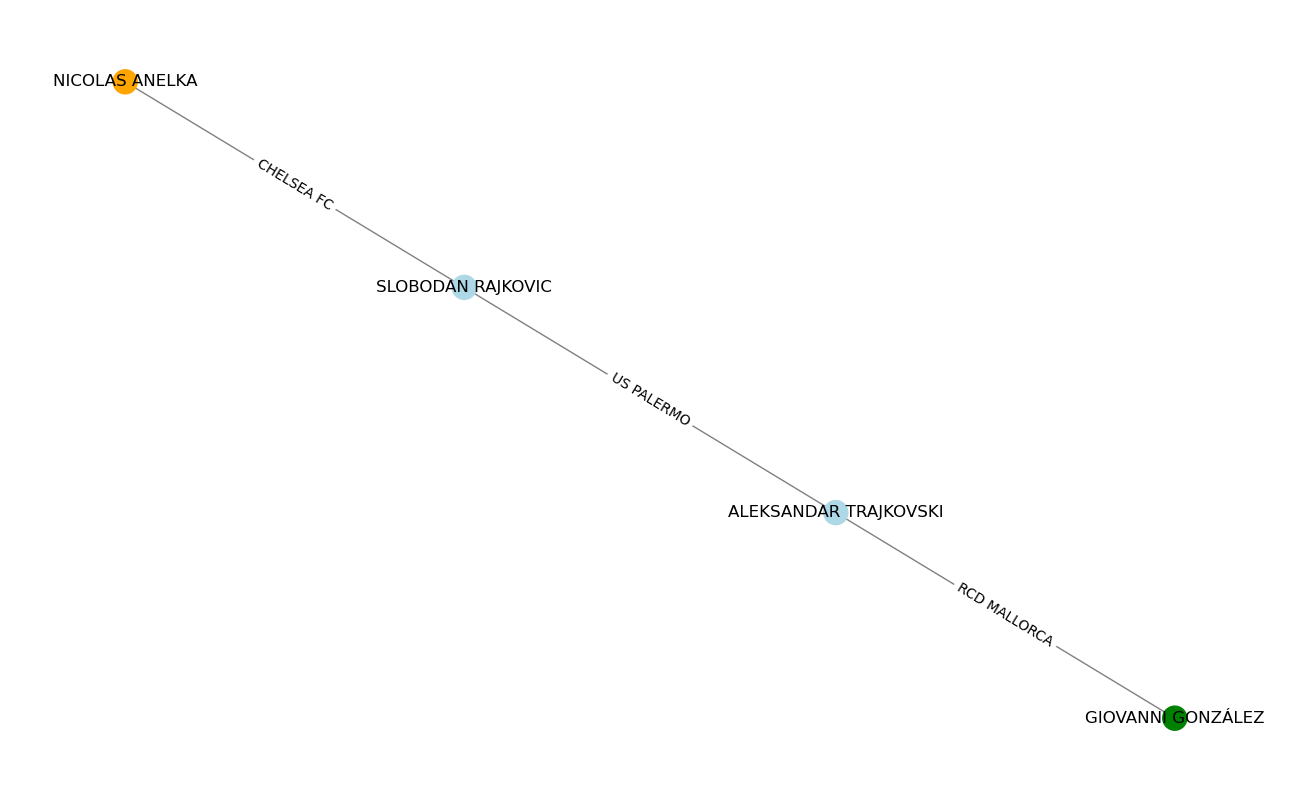 NICOLAS ANELKA
CHELSEA FC
SLOBODAN RAJKOVIC
US PALERMO
ALEKSANDAR TRAJKOVSKI
RCD MALLORCA
GIOVANNI GONZÁLEZ